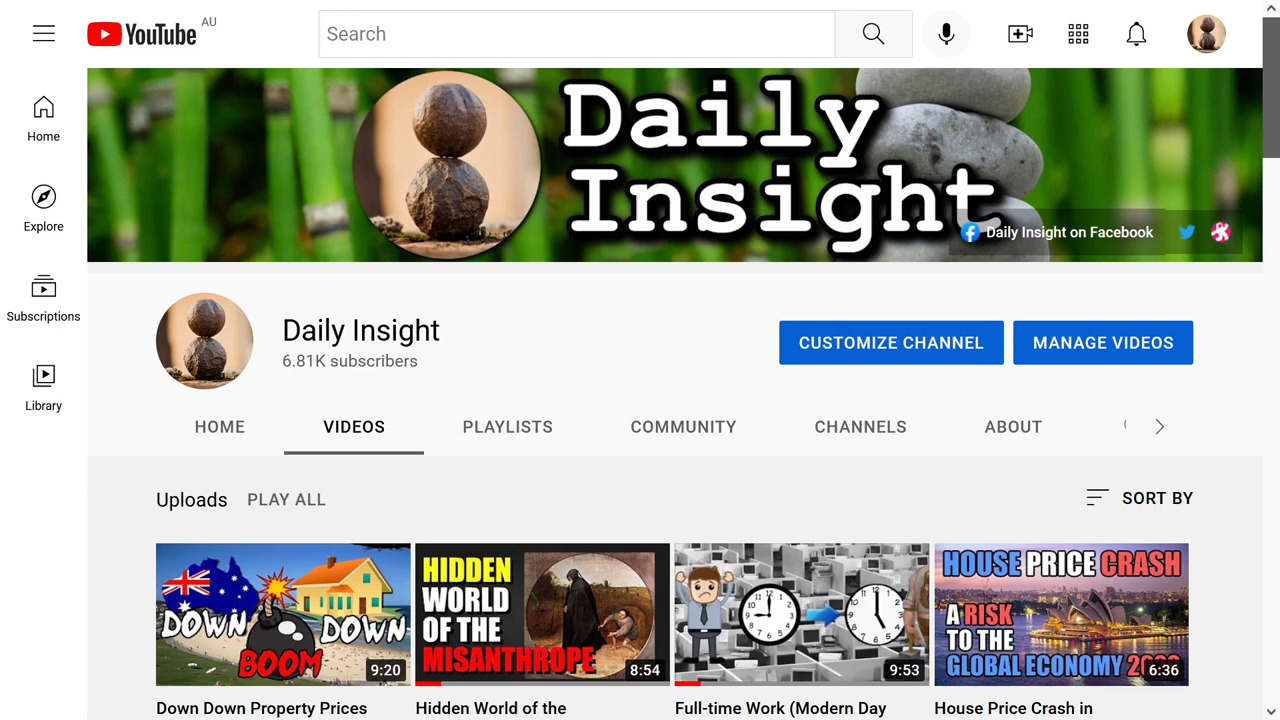 YouTube AU
Search
Home
Explore
Subscriptions
Library
Daily
Insight
Daily Insight on Facebook
Daily Insight
6.81K subscribers
CUSTOMIZE CHANNEL
MANAGE VIDEOS
HOME
VIDEOS
PLAYLISTS
COMMUNITY
CHANNELS
ABOUT
Uploads
PLAY ALL
SORT BY
DOWN DOWN
BOOM
9:20
HIDDEN
WORLD
OF THE
MISANTHROPE
8:54
9:53
HOUSE PRICE CRASH
A RISK
TO THE
GLOBAL ECONOMY
6:36
Down Down Property Prices
Hidden World of the
Full-time Work (Modern Day
House Price Crash in